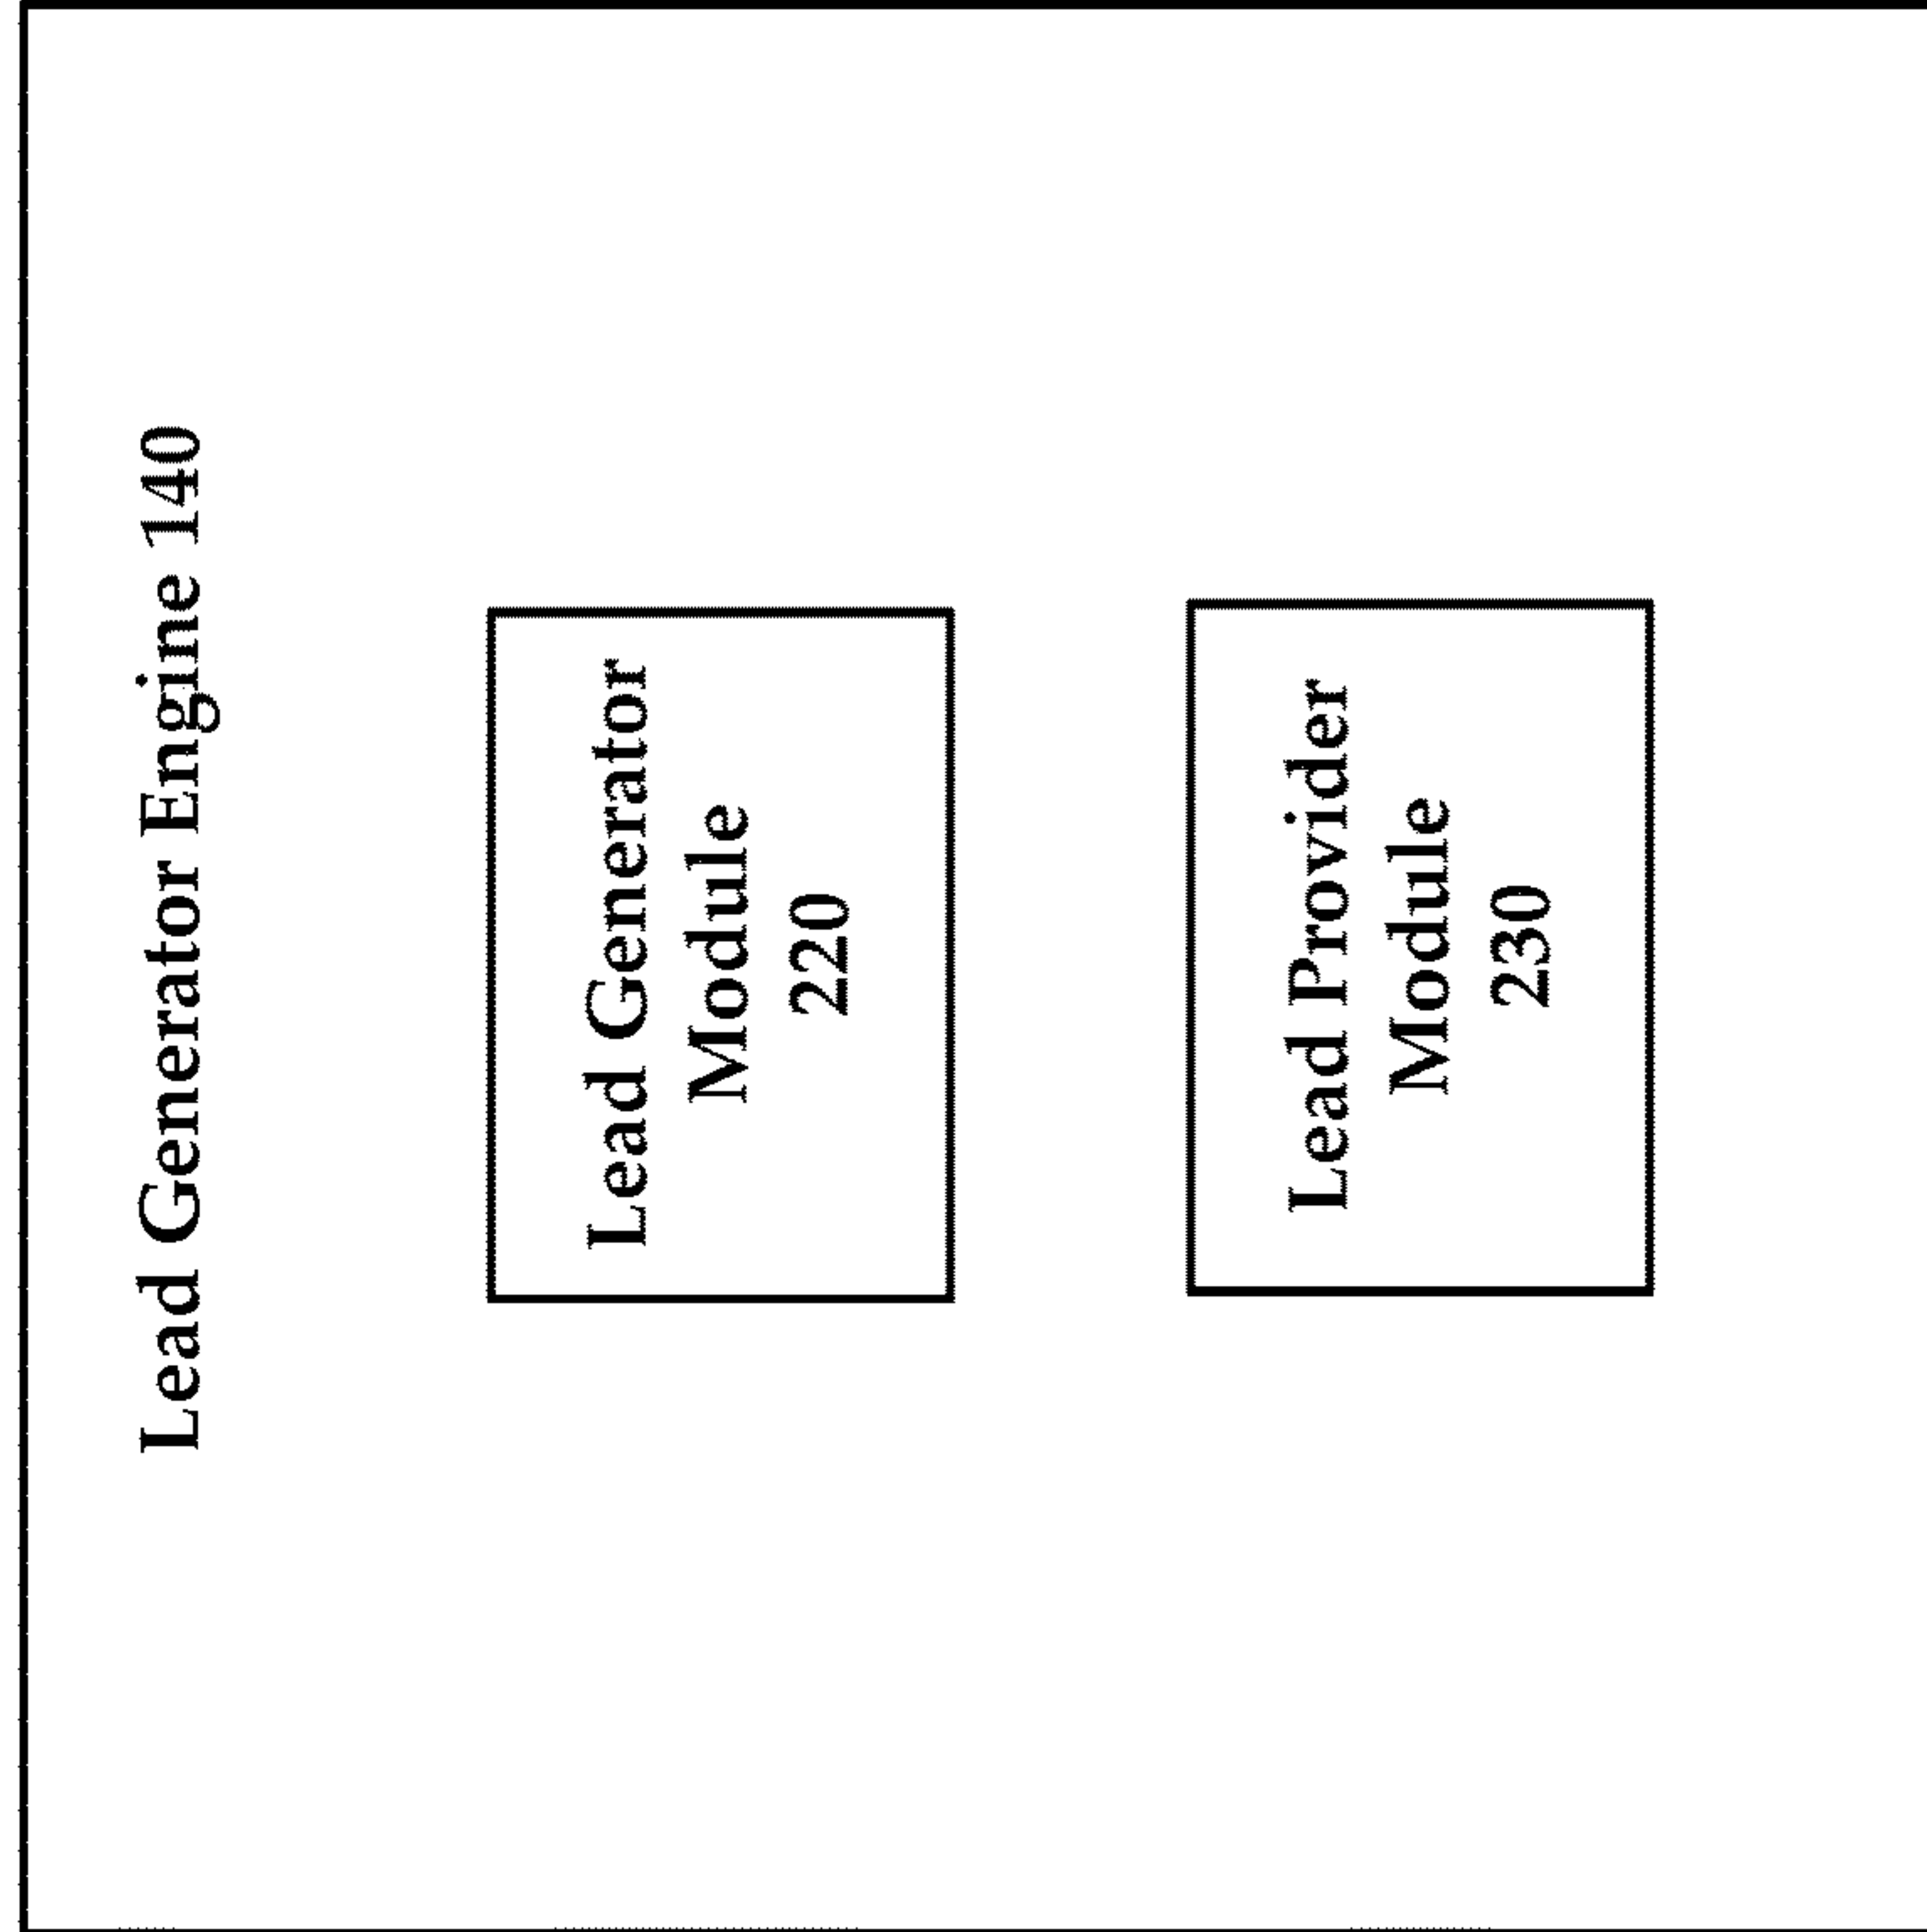 Lead Generator Engine 140
Lead Generator
Module
220
Lead Provider
Module
230